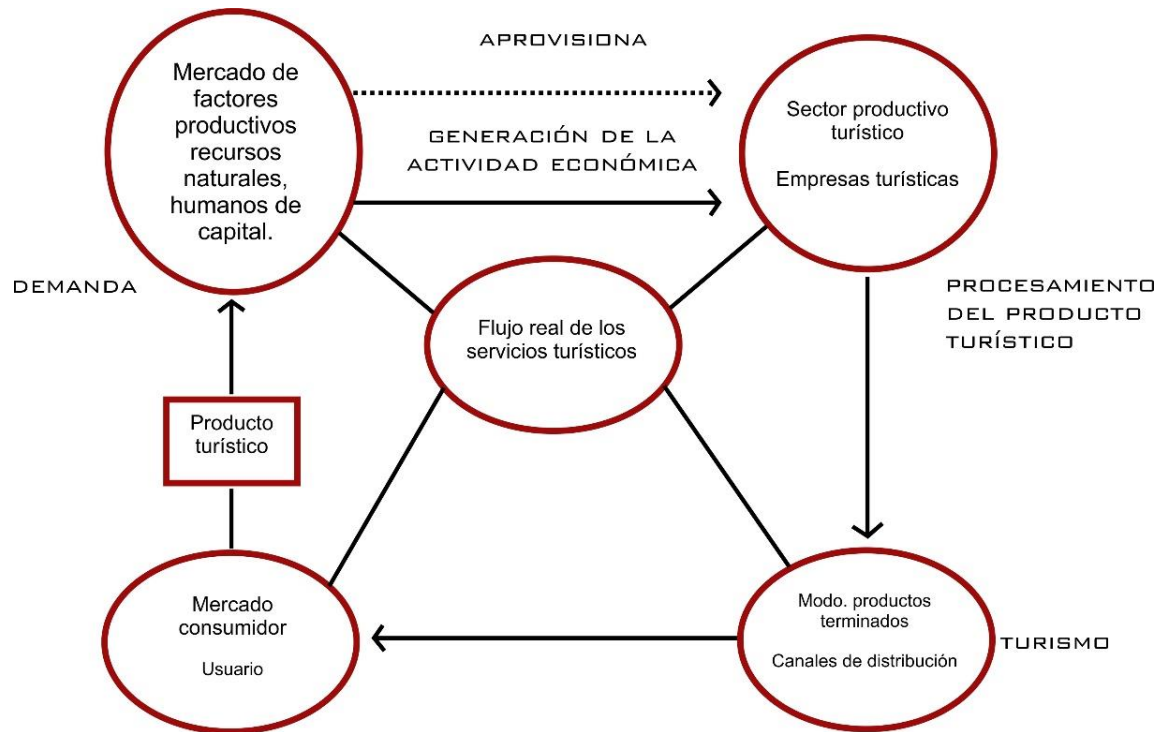 APROVISIONA
Mercado de
factores
productivos
recursos
naturales,
humanos de
capital.
GENERACIÓN DE LA
ACTIVIDAD ECONÓMICA
Sector productivo
turístico
Empresas turísticas
DEMANDA
Flujo real de los
servicios turísticos
PROCESAMIENTO
DEL PRODUCTO
TURÍSTICO
Producto
turístico
Mercado
consumidor
Usuario
Modo. productos
terminados
Canales de distribución
TURISMO